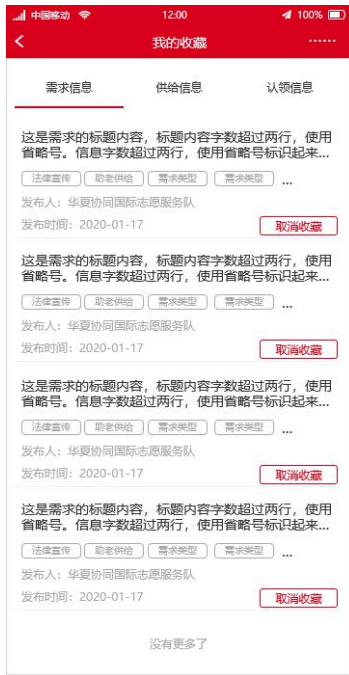 中国移动 12:00 100%
我的收藏 ......
需求信息 供给信息 认领信息
这是需求的标题内容，标题内容字数超过两行，使用
省略号。信息字数超过两行，使用省略号标识起来...
法律宣传 助老供给 需求类型 需求类型 ...
发布人：华夏协同国际志愿服务队
发布时间：2020-01-17 取消收藏
这是需求的标题内容，标题内容字数超过两行，使用
省略号。信息字数超过两行，使用省略号标识起来...
法律宣传 助老供给 需求类型 需求类型 ...
发布人：华夏协同国际志愿服务队
发布时间：2020-01-17 取消收藏
这是需求的标题内容，标题内容字数超过两行，使用
省略号。信息字数超过两行，使用省略号标识起来...
法律宣传 助老供给 需求类型 需求类型 ...
发布人：华夏协同国际志愿服务队
发布时间：2020-01-17 取消收藏
这是需求的标题内容，标题内容字数超过两行，使用
省略号。信息字数超过两行，使用省略号标识起来...
法律宣传 助老供给 需求类型 需求类型 ...
发布人：华夏协同国际志愿服务队
发布时间：2020-01-17 取消收藏
没有更多了